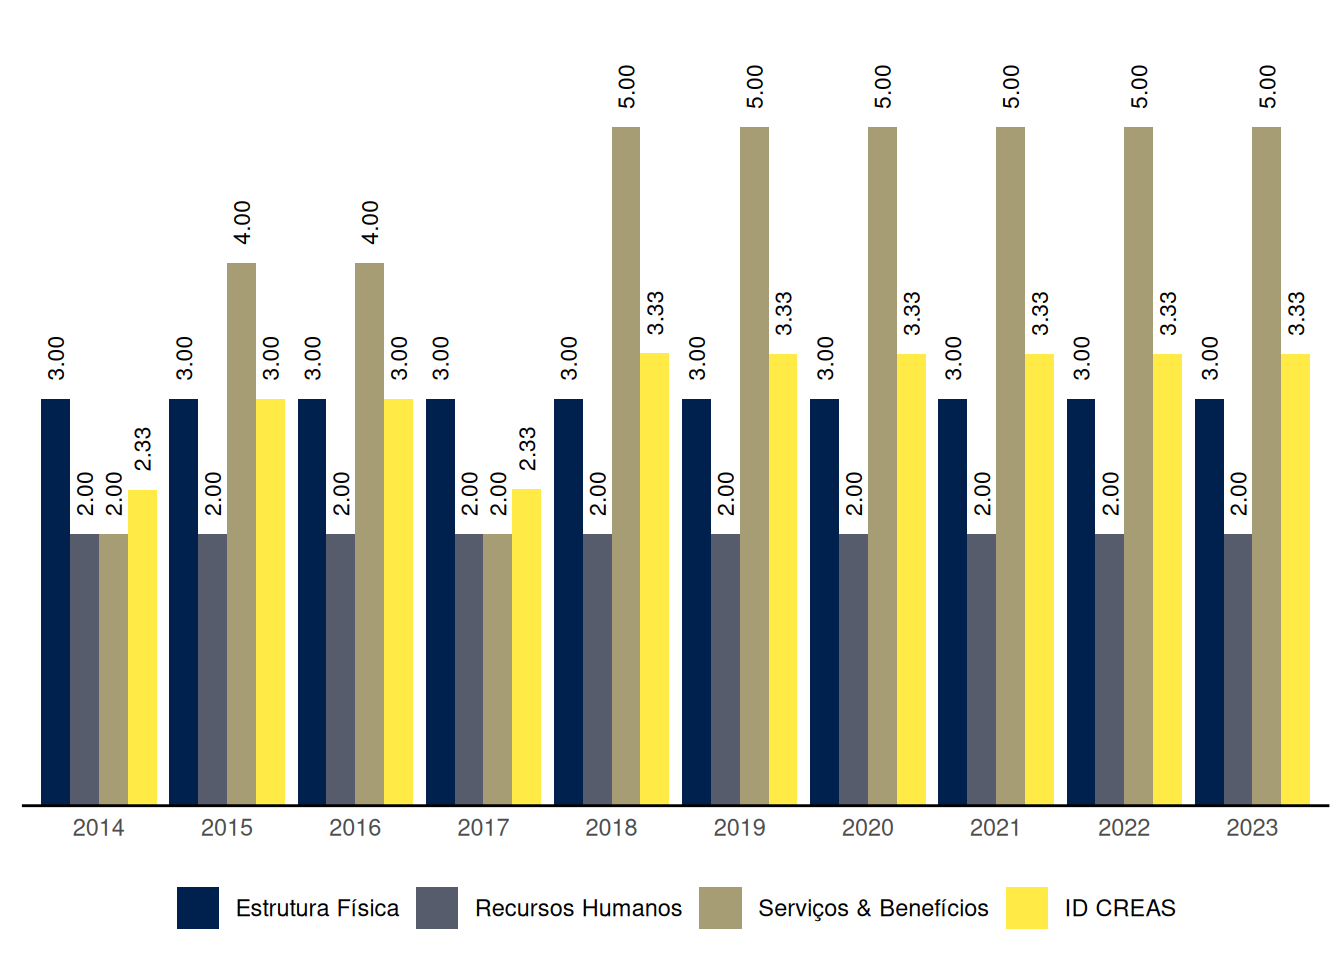 5.00 5.00 5.00 5.00 5.00 5.00
4.00 4.00
3.33 3.33 3.33 3.33 3.33 3.33
3.00 3.00 3.00 3.00 3.00 3.00 3.00 3.00 3.00 3.00 3.00 3.00
2.33 2.33
2.00 2.00 2.00 2.00 2.00 2.00 2.00 2.00 2.00 2.00 2.00 2.00
2014 2015 2016 2017 2018 2019 2020 2021 2022 2023
Estrutura Física Recursos Humanos Serviços & Benefícios ID CREAS